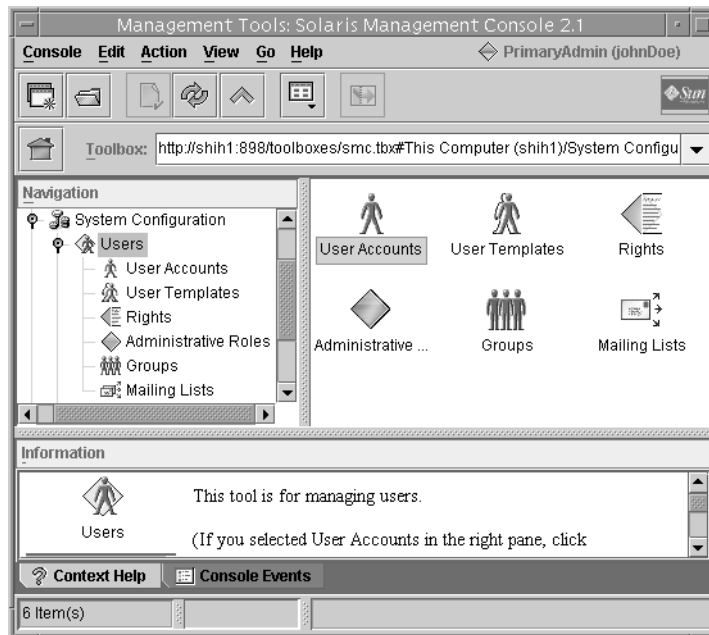 Management Tools: Solaris Management Console 2.1
Console Edit Action View Go Help PrimaryAdmin (johnDoe)
Sun
Toolbox: http://shih1:898/toolboxes/smc.tbx#This Computer (shih1)/System Configu
Navigation
System Configuration
Users
User Accounts
User Templates
Rights
Administrative Roles
Groups
Mailing Lists
User Accounts User Templates Rights
Administrative ... Groups Mailing Lists
Information
Users
This tool is for managing users.
(If you selected User Accounts in the right pane, click
Context Help Console Events
6 Item(s)